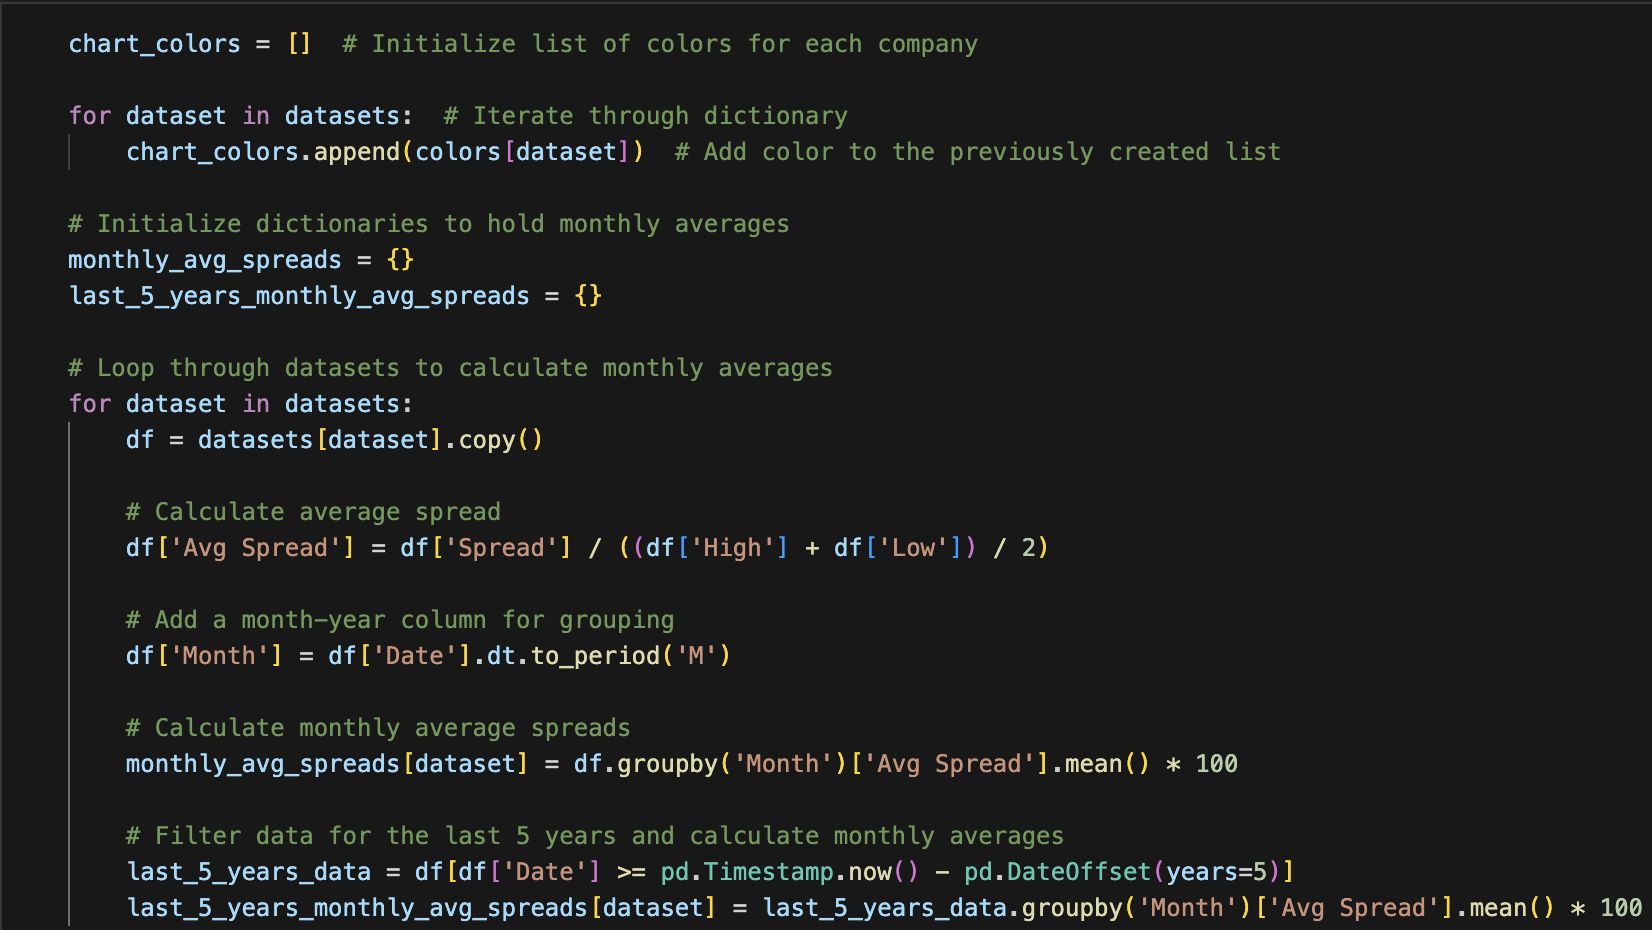 chart_colors = []  # Initialize list of colors for each company
for dataset in datasets:  # Iterate through dictionary
    chart_colors.append(colors[dataset])  # Add color to the previously created list
# Initialize dictionaries to hold monthly averages
monthly_avg_spreads = {}
last_5_years_monthly_avg_spreads = {}
# Loop through datasets to calculate monthly averages
for dataset in datasets:
    df = datasets[dataset].copy()
    # Calculate average spread
    df['Avg Spread'] = df['Spread'] / ((df['High'] + df['Low']) / 2)
    # Add a month-year column for grouping
    df['Month'] = df['Date'].dt.to_period('M')
    # Calculate monthly average spreads
    monthly_avg_spreads[dataset] = df.groupby('Month')['Avg Spread'].mean() * 100
    # Filter data for the last 5 years and calculate monthly averages
    last_5_years_data = df[df['Date'] >= pd.Timestamp.now() - pd.DateOffset(years=5)]
    last_5_years_monthly_avg_spreads[dataset] = last_5_years_data.groupby('Month')['Avg Spread'].mean() * 100